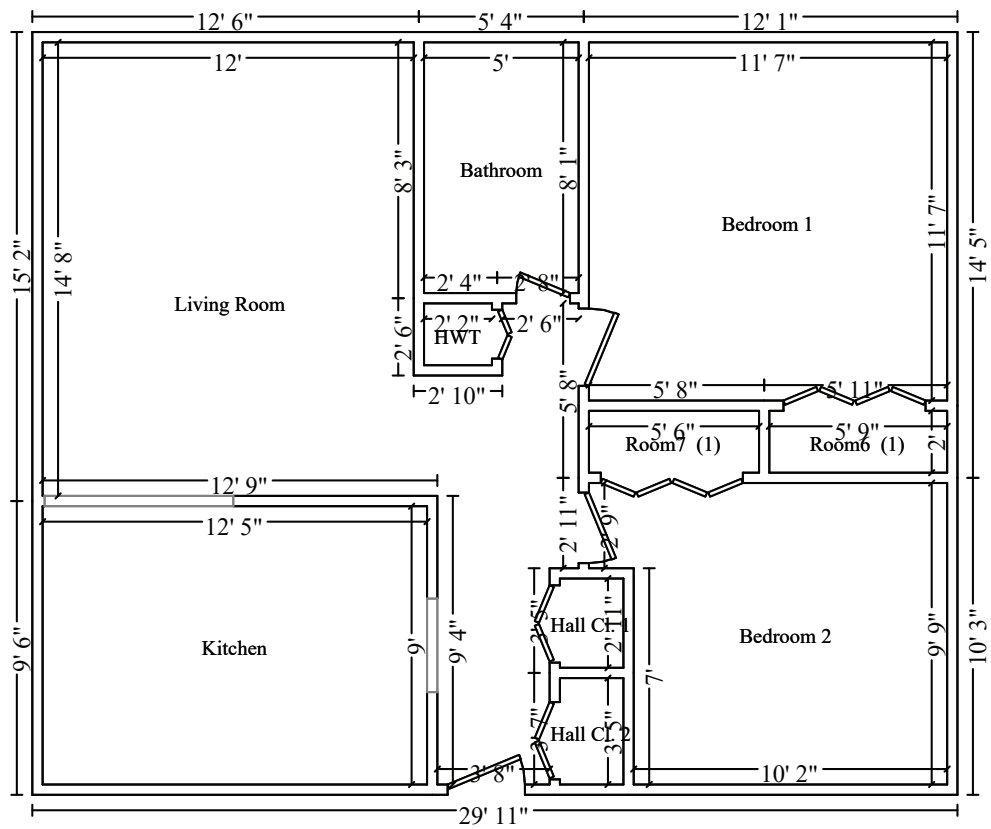 12' 6" 5' 4" 12' 1"
12' 5' 11' 7"
8' 3" 8' 1"
Bathroom
11' 7"
Bedroom 1
15' 2" 14' 8" 14' 5"
Living Room
2' 4" 2' 8"
2' 2" 2' 6"
HWT
2' 6"
2' 10"
5' 8"
5' 8" 5' 11"
5' 6" 5' 9"
Room7 (1) Room6 (1)
2'
12' 9"
12' 5"
2' 11" 2' 9"
Hall Cl. 1
2' 11"
Bedroom 2
Kitchen
9' 6" 9' 9' 4" 9' 9" 10' 3"
7'
Hall Cl. 2
3' 5"
3' 8" 10' 2"
29' 11"